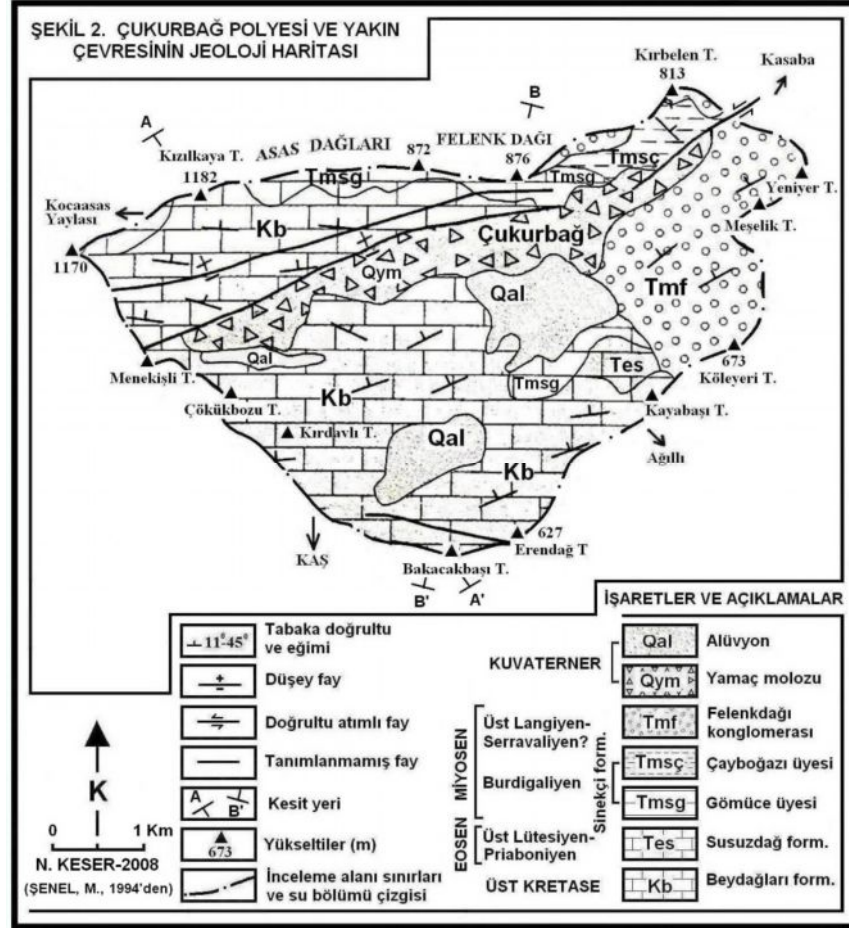 ŞEKİL 2. ÇUKURBAĞ POLYESİ VE YAKIN
ÇEVRESİNİN JEOLOJİ HARİTASI
Kırbelen T.
813
Kasaba
B
A
Kızılkaya T.
ASAS DAĞLARI
872
FELENK DAĞI
876
1182
Tmsg
Tmsg
Tmsç
Kocaasas
Yaylası
Kb
Yeniyer T.
Meşelik T.
Çukurbağ
1170
Qym
Qal
Tmf
Qal
Menekişli T.
Tes
673
Köleyeri T.
Tmsg
Kb
Çökükbozu T.
Kayabaşı T.
Kırdavlı T.
Qal
Ağıllı
Kb
627
Erendağ T
KAŞ
Bakacakbaşı T.
B'
A'
İŞARETLER VE AÇIKLAMALAR
11°-45°
Tabaka doğrultu
ve eğimi
Düşey fay
Doğrultu atımlı fay
Tanımlanmamış fay
A
B'
Kesit yeri
673
Yükseltiler (m)
İnceleme alanı sınırları
ve su bölümü çizgisi
KUVATERNER
Qal
Alüvyon
Qym
Yamaç molozu
MİYOSEN
Üst Langiyen-
Serravaliyen?
Tmf
Felenkdağı
konglomerası
Burdigaliyen
Sinekçi form.
Tmsç
Çayboğazı üyesi
Tmsg
Gömüce üyesi
EOSEN
Üst Lütesiyen-
Priaboniyen
Tes
Susuzdağ form.
ÜST KRETASE
Kb
Beydağları form.
K
0 1 Km
N. KESER-2008
(ŞENEL, M., 1994'den)